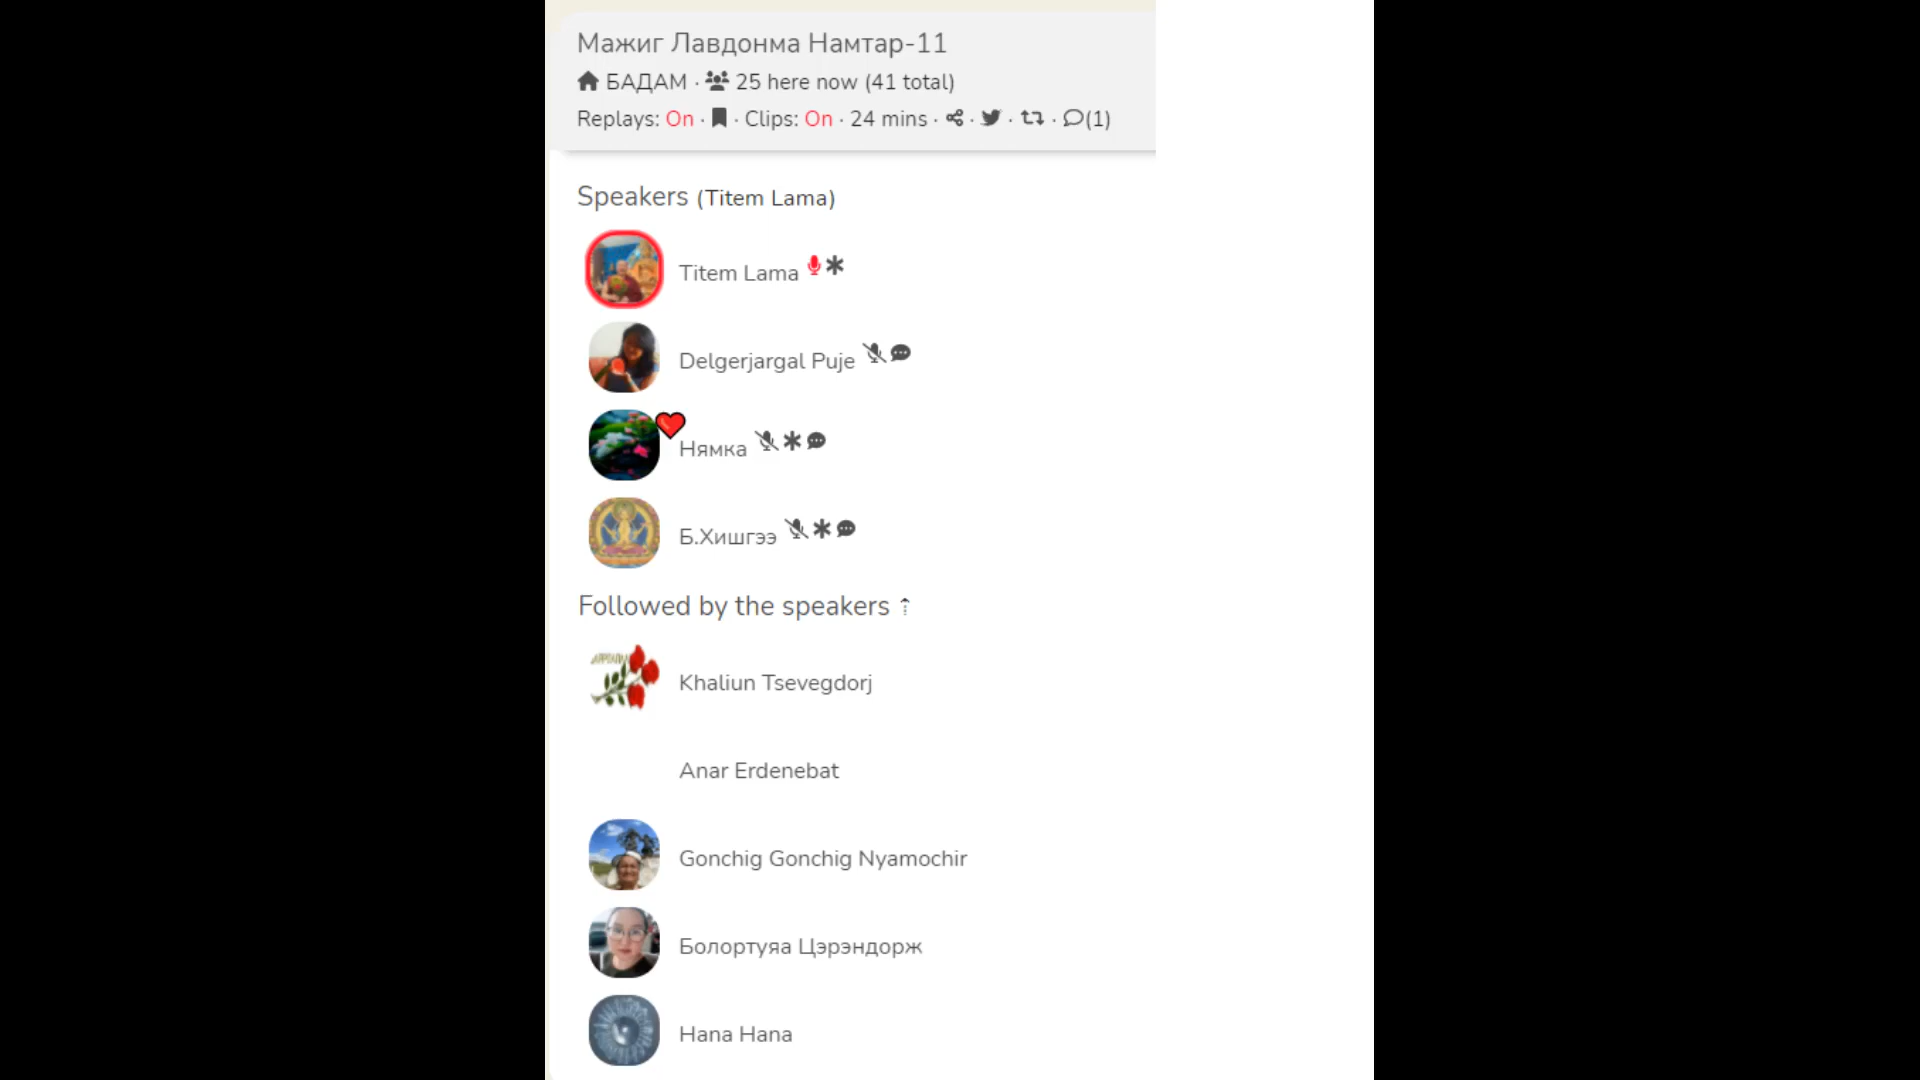 Мажиг Лавдонма Намтар-11
БАДАМ · 25 here now (41 total)
Replays: On · · Clips: On · 24 mins · · · · (1)
Speakers (Titem Lama)
Titem Lama
Delgerjargal Puje
Нямка
Б.Хишгээ
Followed by the speakers
Khaliun Tsevegdorj
Anar Erdenebat
Gonchig Gonchig Nyamochir
Болортуяа Цэрэндорж
Hana Hana